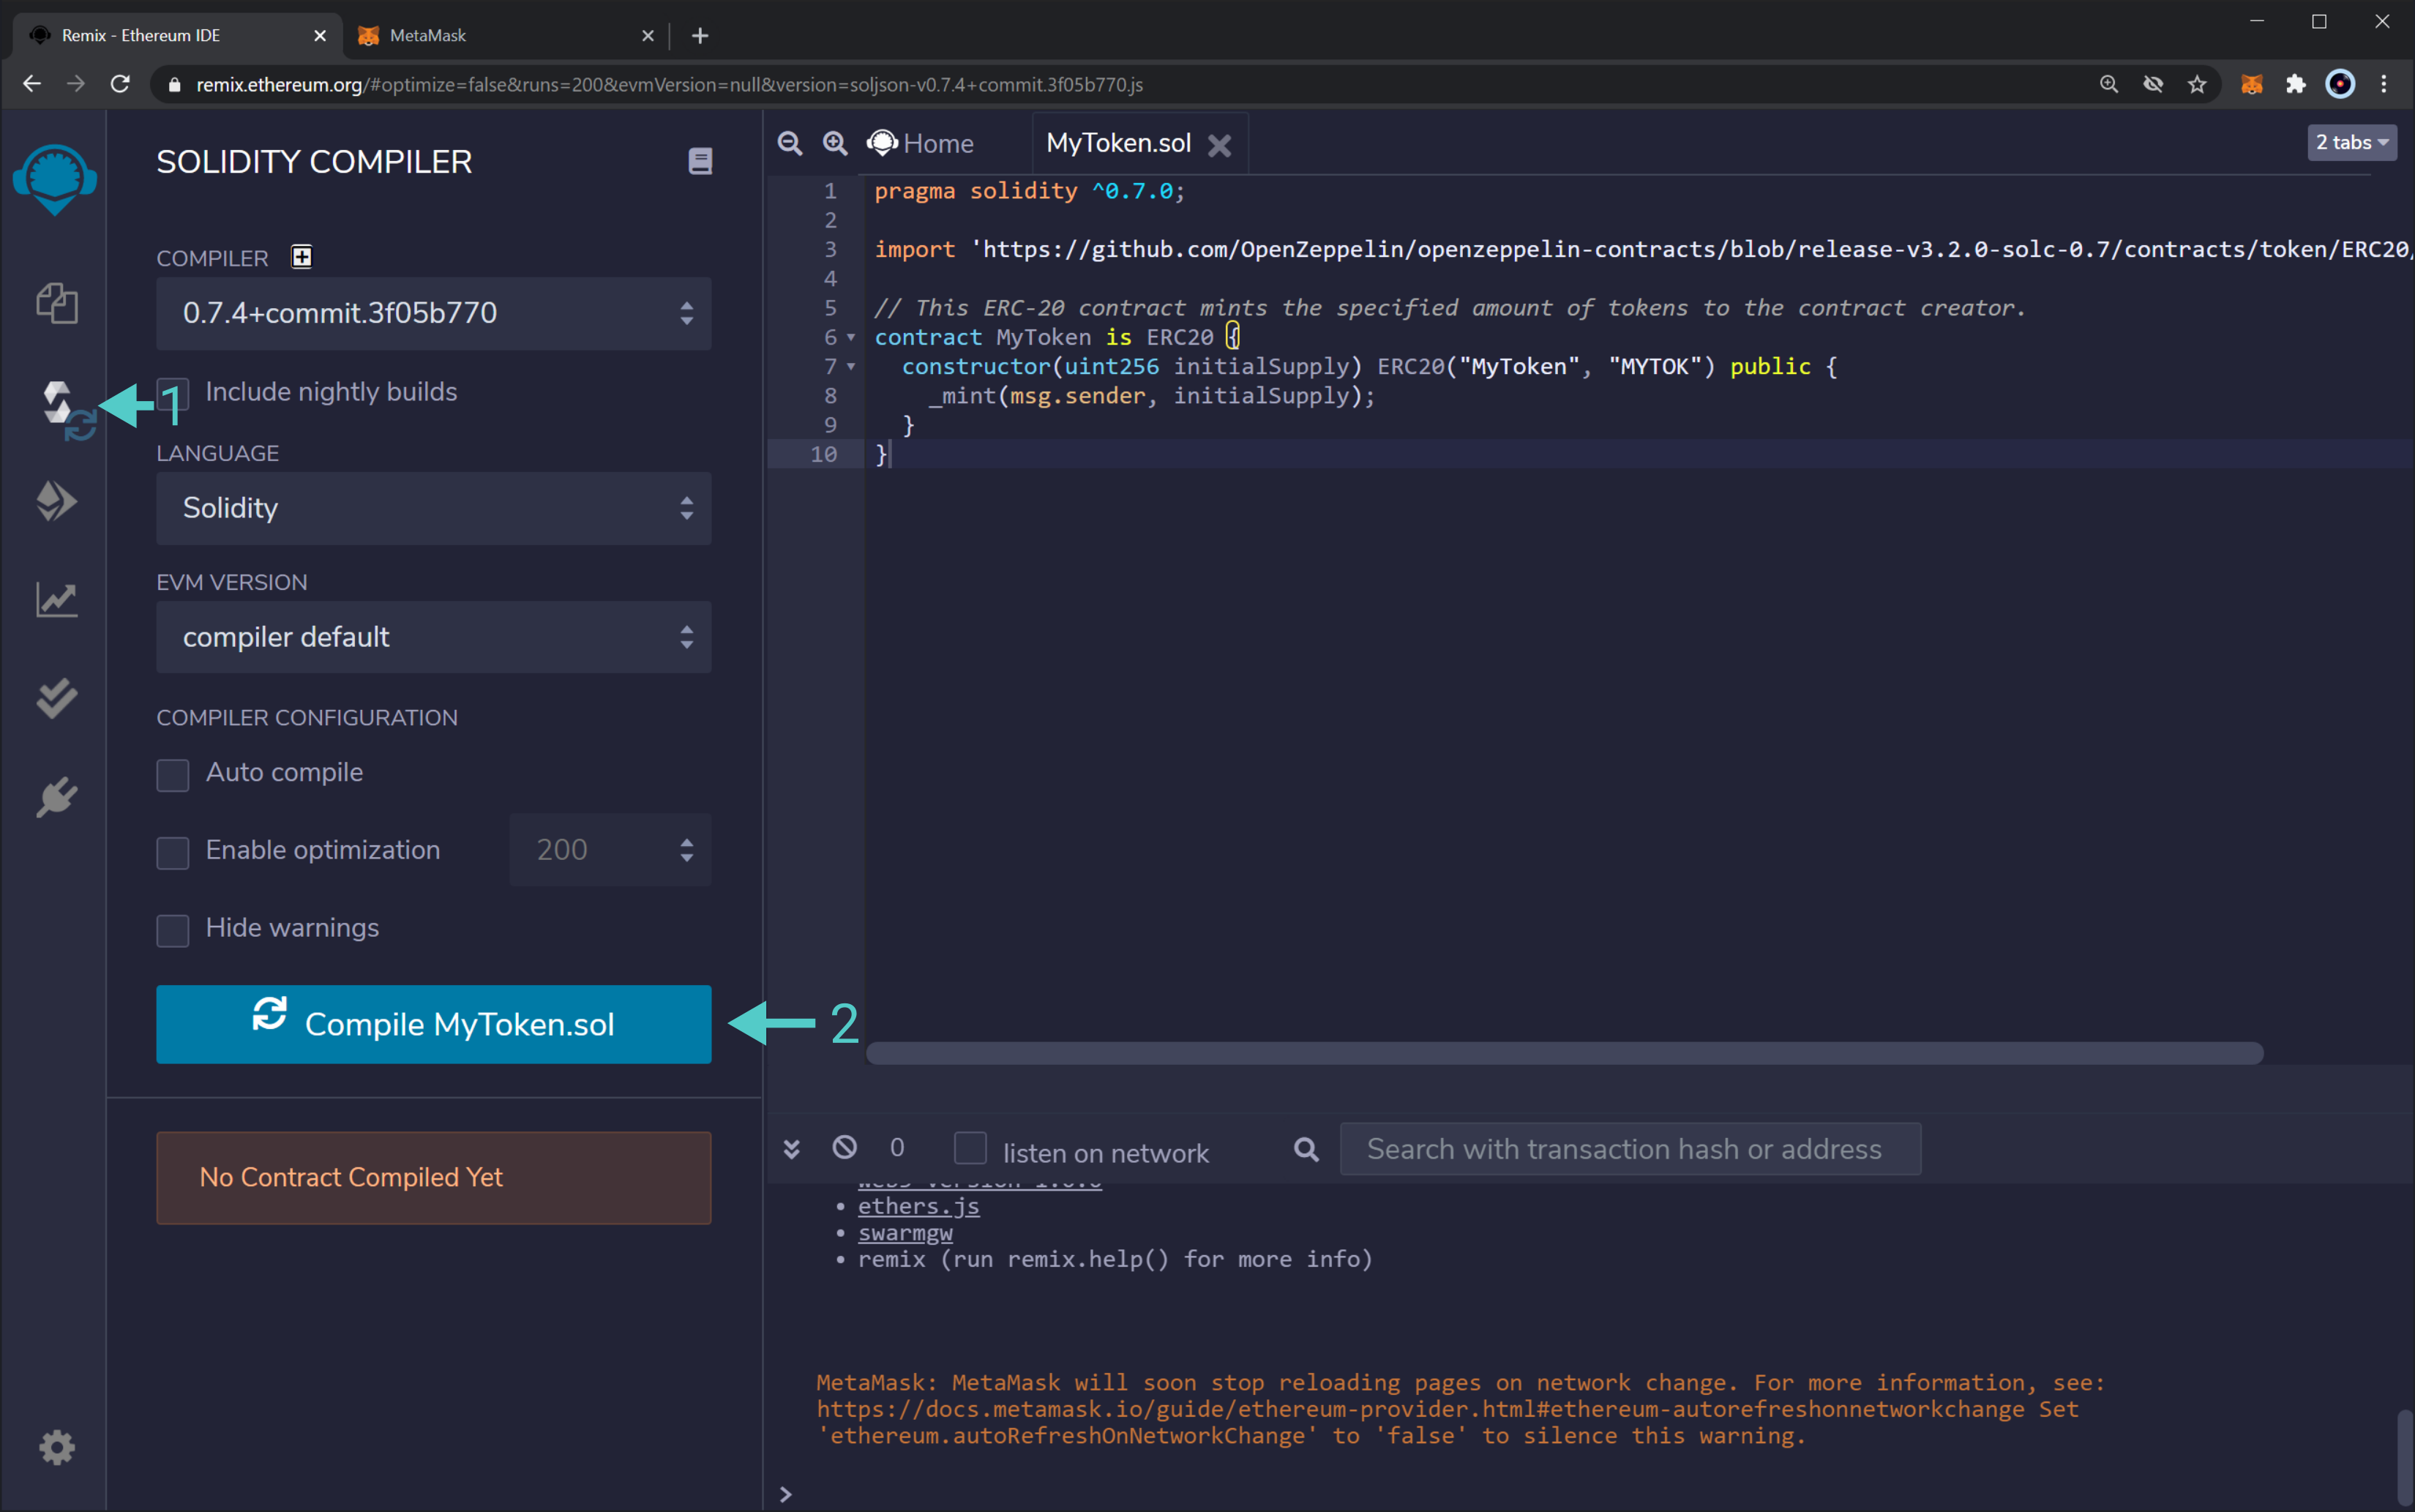 Remix - Ethereum IDE
MetaMask
remix.ethereum.org/#optimize=false&runs=200&evmVersion=null&version=soljson-v0.7.4+commit.3f05b770.js
SOLIDITY COMPILER
COMPILER
0.7.4+commit.3f05b770
1
Include nightly builds
LANGUAGE
Solidity
EVM VERSION
compiler default
COMPILER CONFIGURATION
Auto compile
Enable optimization
200
Hide warnings
Compile MyToken.sol
2
No Contract Compiled Yet
Home
MyToken.sol
2 tabs
1 pragma solidity ^0.7.0;
2
3 import 'https://github.com/OpenZeppelin/openzeppelin-contracts/blob/release-v3.2.0-solc-0.7/contracts/token/ERC20/
4
5 // This ERC-20 contract mints the specified amount of tokens to the contract creator.
6 contract MyToken is ERC20 {
7 constructor(uint256 initialSupply) ERC20("MyToken", "MYTOK") public {
8 _mint(msg.sender, initialSupply);
9 }
10 }
0
listen on network
Search with transaction hash or address
• ethers.js
• swarmgw
• remix (run remix.help() for more info)
MetaMask: MetaMask will soon stop reloading pages on network change. For more information, see:
https://docs.metamask.io/guide/ethereum-provider.html#ethereum-autorefreshonnetworkchange Set
'ethereum.autoRefreshOnNetworkChange' to 'false' to silence this warning.
>